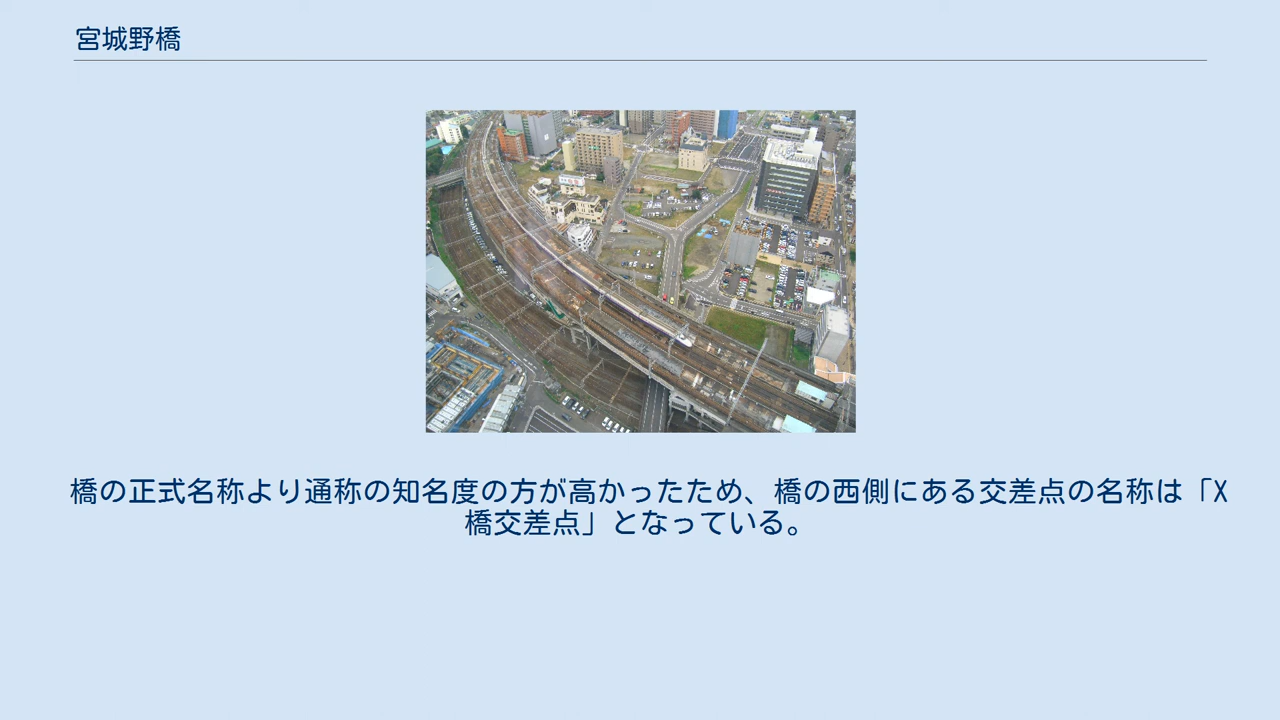 宮城野橋
橋の正式名称より通称の知名度の方が高かったため、橋の西側にある交差点の名称は「X
橋交差点」となっている。